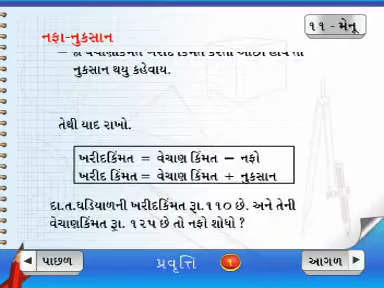 ૧૧ - મેનૂ
નફા-નુકસાન
નુકસાન થયુ કહેવાય.
તેથી યાદ રાખો.
ખરીદકિંમત = વેચાણ કિંમત – નફો
ખરીદ કિંમત = વેચાણ કિંમત + નુકસાન
દા.ત.ઘડિયાળની ખરીદકિંમત રૂા.૧૧૦ છે. અને તેની
વેચાણકિંમત રૂા. ૧૨૫ છે તો નફો શોધો ?
પાછળ
પ્રવૃત્તિ
૧
આગળ